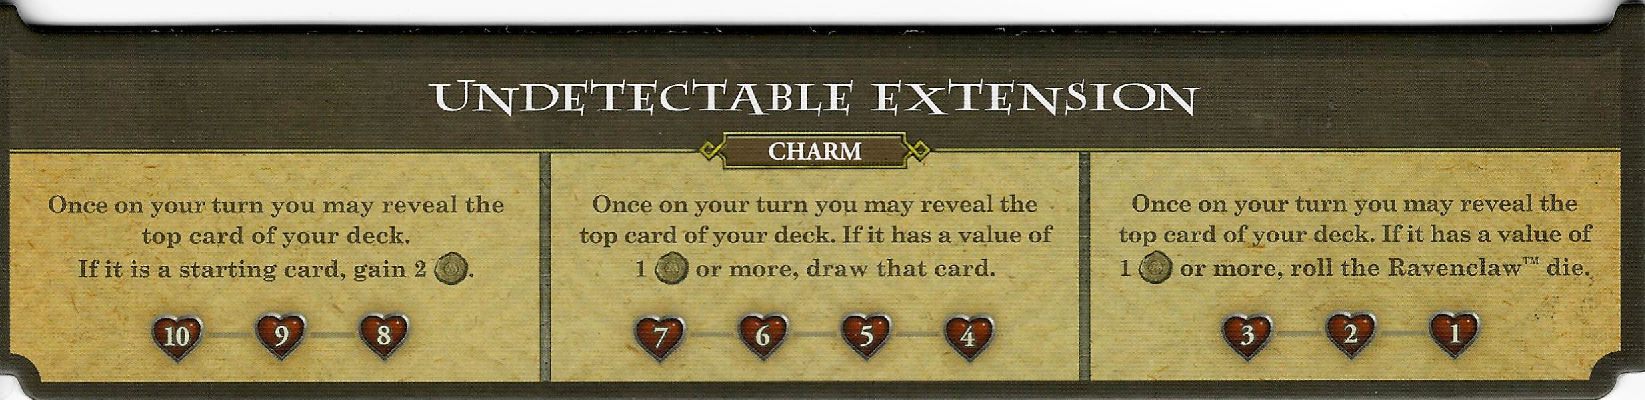 UNDETECTABLE EXTENSION
CHARM
Once on your turn you may reveal the
top card of your deck.
If it is a starting card, gain 2 .
10 9 8
Once on your turn you may reveal the
top card of your deck. If it has a value of
1 or more, draw that card.
7 6 5 4
Once on your turn you may reveal the
top card of your deck. If it has a value of
1 or more, roll the Ravenclaw™ die.
3 2 1